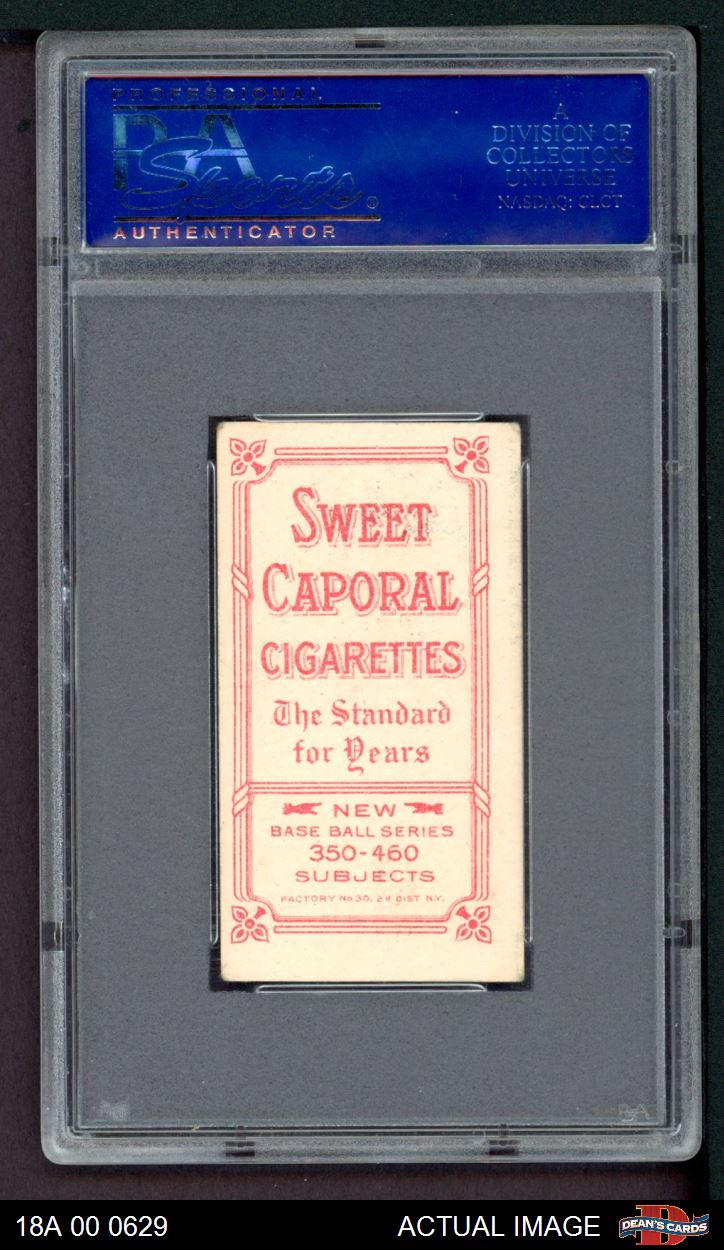 PROFESSIONAL
PSA
Sports®
AUTHENTICATOR
A
DIVISION OF
COLLECTORS
UNIVERSE
NASDAQ: CLCT
SWEET
CAPORAL
CIGARETTES
The Standard
for Years
NEW
BASE BALL SERIES
350-460
SUBJECTS
FACTORY No. 30, 2d DIST N.Y.
PSA
18A 00 0629
ACTUAL IMAGE
DEAN'S CARDS